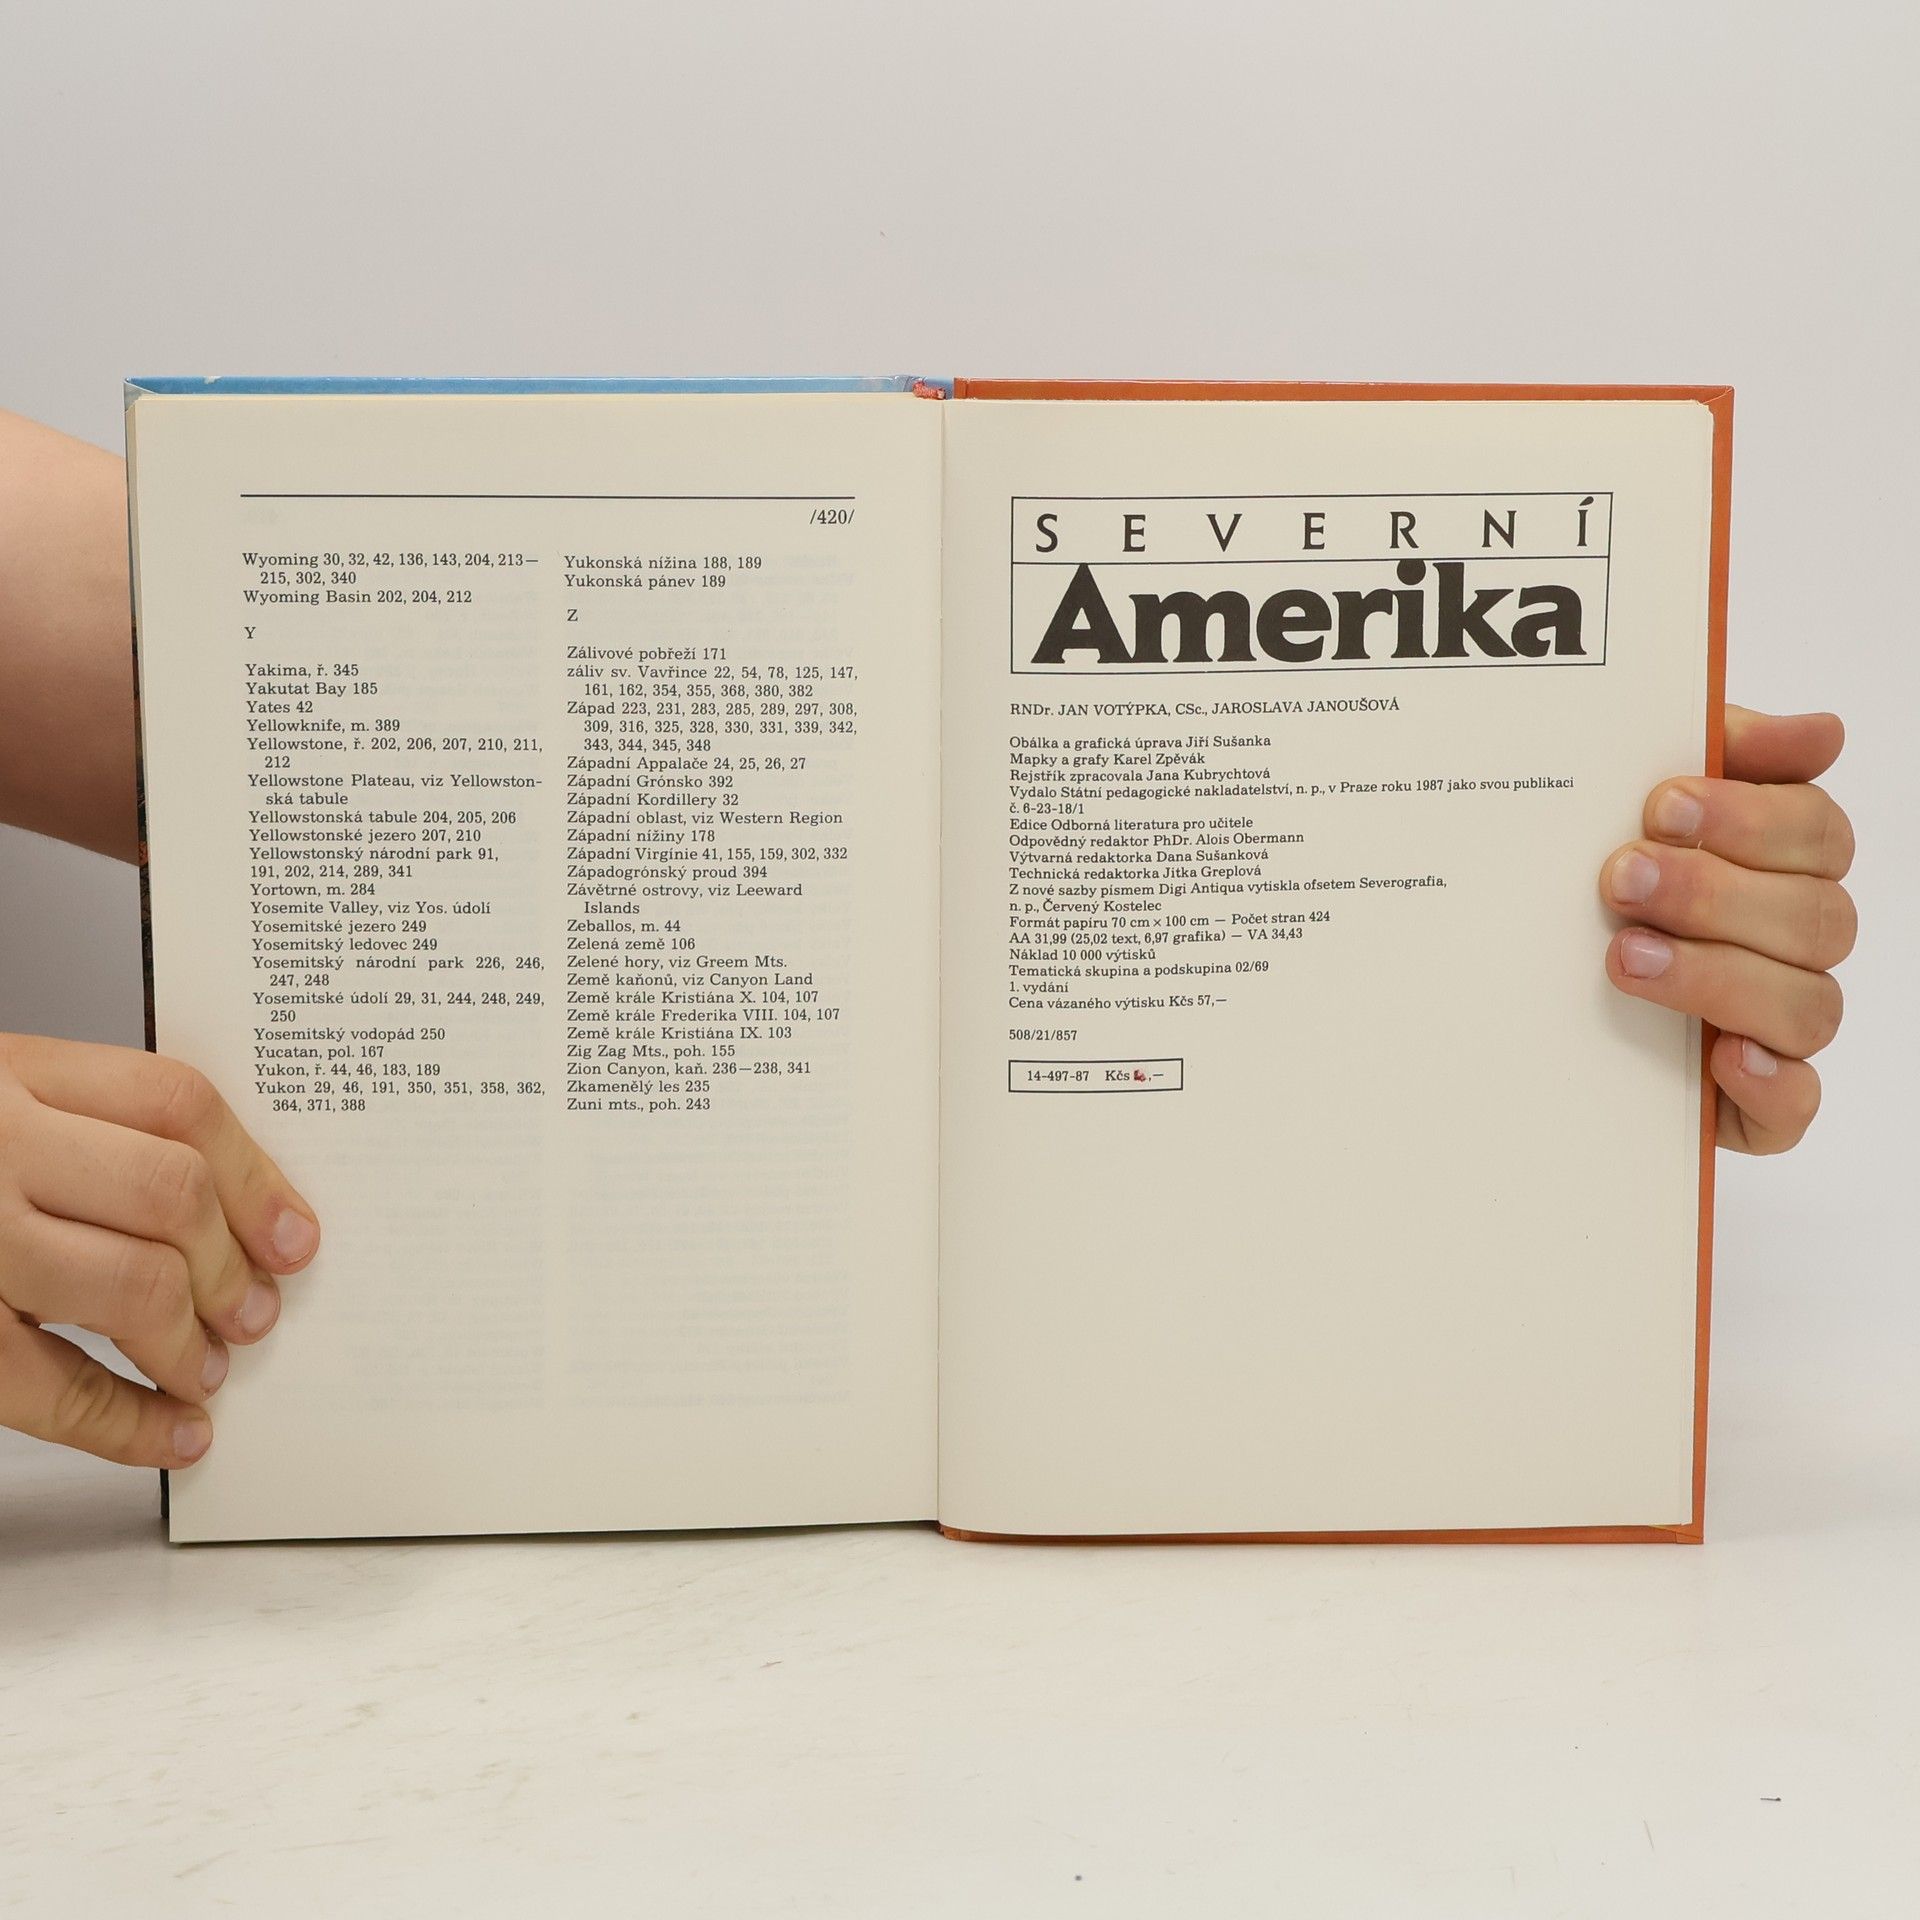 /420/
Wyoming 30, 32, 42, 136, 143, 204, 213—
215, 302, 340
Wyoming Basin 202, 204, 212
Y
Yakima, ř. 345
Yakutat Bay 185
Yates 42
Yellowknife, m. 389
Yellowstone, ř. 202, 206, 207, 210, 211,
212
Yellowstone Plateau, viz Yellowston-
ská tabule
Yellowstonská tabule 204, 205, 206
Yellowstonské jezero 207, 210
Yellowstonský národní park 91,
191, 202, 214, 289, 341
Yortown, m. 284
Yosemite Valley, viz Yos. údolí
Yosemitské jezero 249
Yosemitský ledovec 249
Yosemitský národní park 226, 246,
247, 248
Yosemitské údolí 29, 31, 244, 248, 249,
250
Yosemitský vodopád 250
Yucatan, pol. 167
Yukon, ř. 44, 46, 183, 189
Yukon 29, 46, 191, 350, 351, 358, 362,
364, 371, 388
Yukonská nížina 188, 189
Yukonská pánev 189
Z
Zálivové pobřeží 171
záliv sv. Vavřince 22, 54, 78, 125, 147,
161, 162, 354, 355, 368, 380, 382
Západ 223, 231, 283, 285, 289, 297, 308,
309, 316, 325, 328, 330, 331, 339, 342,
343, 344, 345, 348
Západní Appalače 24, 25, 26, 27
Západní Grónsko 392
Západní Kordillery 32
Západní oblast, viz Western Region
Západní nížiny 178
Západní Virgínie 41, 155, 159, 302, 332
Západogrónský proud 394
Závětrné ostrovy, viz Leeward
Islands
Zeballos, m. 44
Zelená země 106
Zelené hory, viz Greem Mts.
Země kaňonů, viz Canyon Land
Země krále Kristiána X. 104, 107
Země krále Frederika VIII. 104, 107
Země krále Kristiána IX. 103
Zig Zag Mts., poh. 155
Zion Canyon, kaň. 236—238, 341
Zkamenělý les 235
Zuni mts., poh. 243
SEVERNÍ
Amerika
RNDr. JAN VOTÝPKA, CSc., JAROSLAVA JANOUŠOVÁ
Obálka a grafická úprava Jiří Sušanka
Mapky a grafy Karel Zpěvák
Rejstřík zpracovala Jana Kubrychtová
Vydalo Státní pedagogické nakladatelství, n. p., v Praze roku 1987 jako svou publikaci
č. 6-23-18/1
Edice Odborná literatura pro učitele
Odpovědný redaktor PhDr. Alois Obermann
Výtvarná redaktorka Dana Sušanková
Technická redaktorka Jitka Greplová
Z nové sazby písmem Digi Antiqua vytiskla ofsetem Severografia,
n. p., Červený Kostelec
Formát papíru 70 cm × 100 cm — Počet stran 424
AA 31,99 (25,02 text, 6,97 grafika) — VA 34,43
Náklad 10 000 výtisků
Tematická skupina a podskupina 02/69
1. vydání
Cena vázaného výtisku Kčs 57,—
508/21/857
14-497-87 Kčs ,—